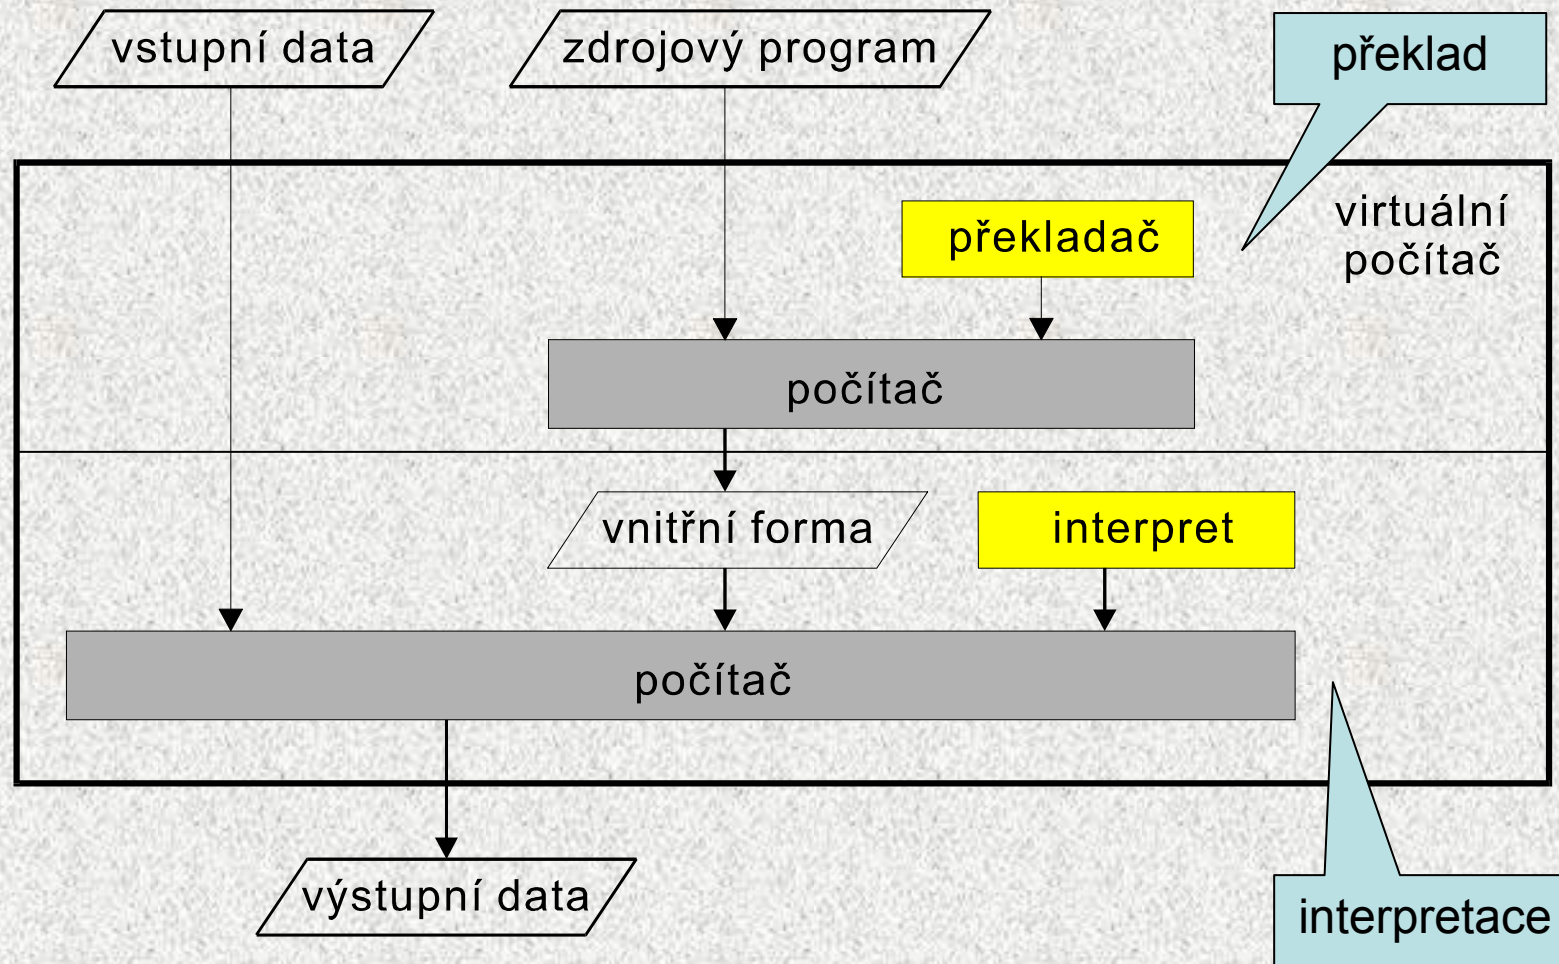 vstupní data
zdrojový program
překlad
překladač
virtuální
počítač
počítač
vnitřní forma
interpret
počítač
výstupní data
interpretace